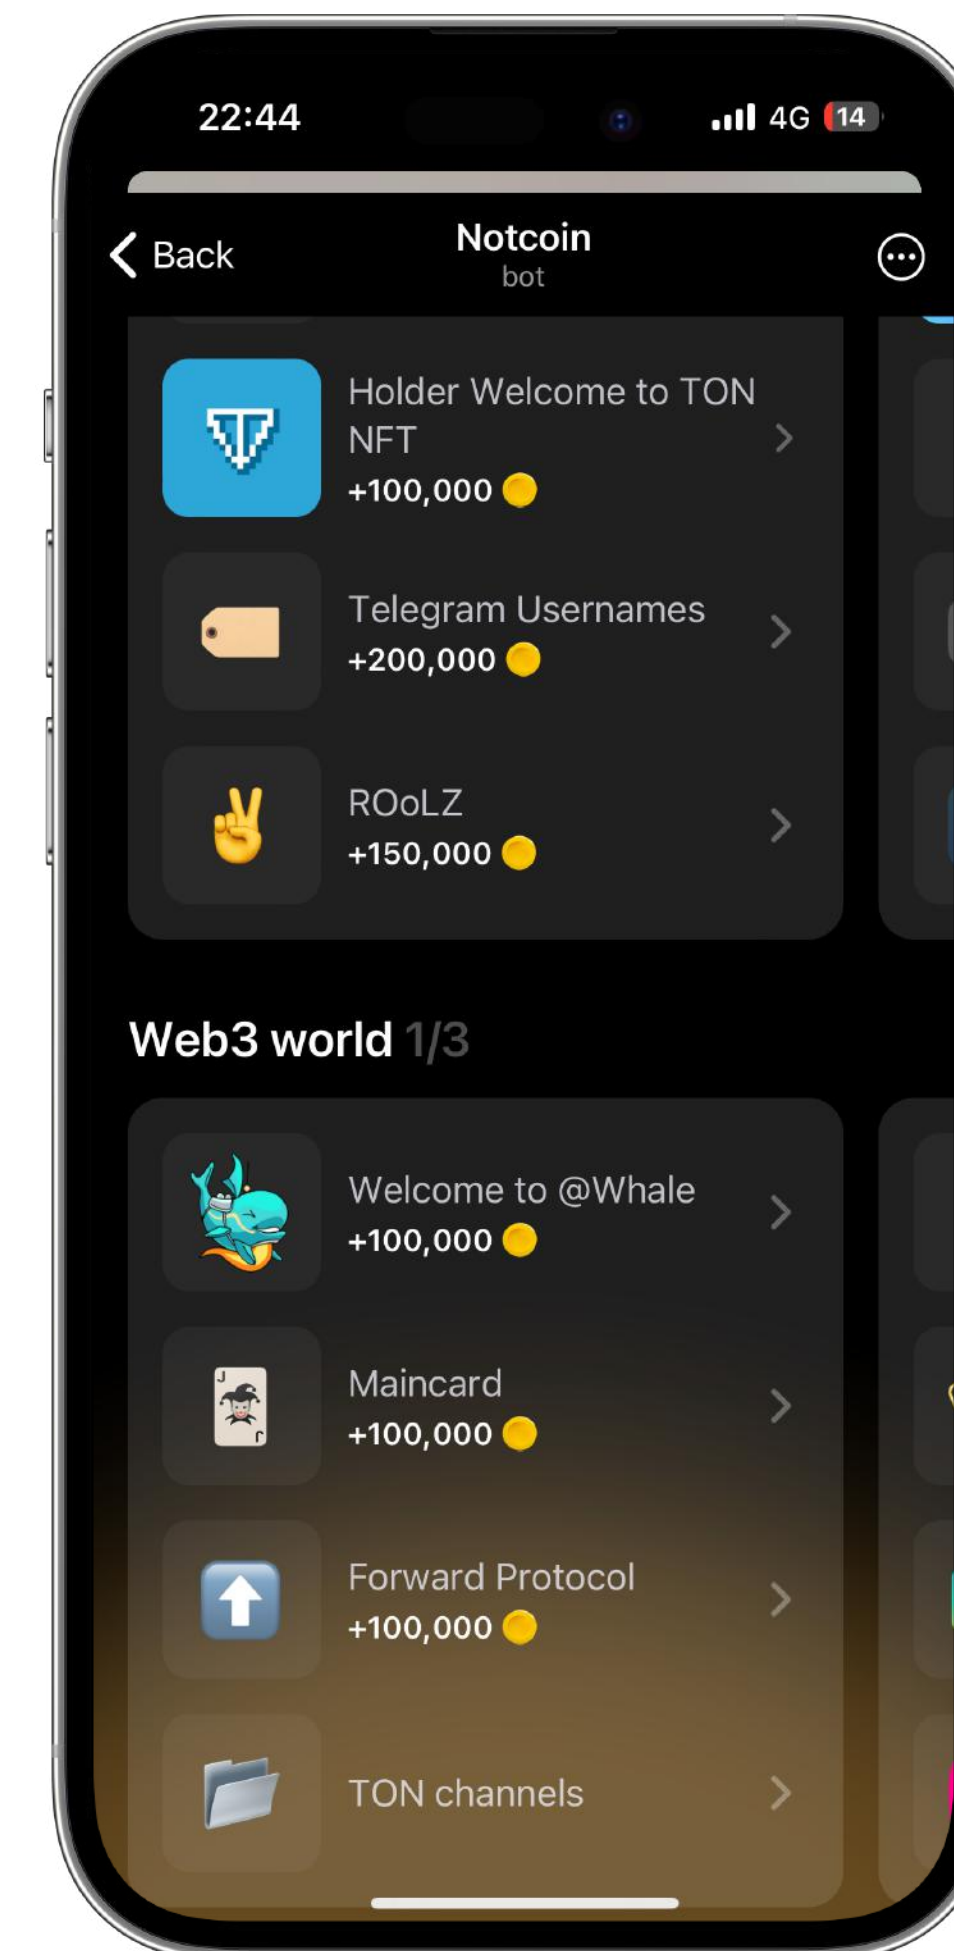 22:44
4G 14
Back
Notcoin
bot
Holder Welcome to TON
NFT
+100,000
Telegram Usernames
+200,000
ROoLZ
+150,000
Web3 world 1/3
Welcome to @Whale
+100,000
J
Maincard
+100,000
Forward Protocol
+100,000
TON channels